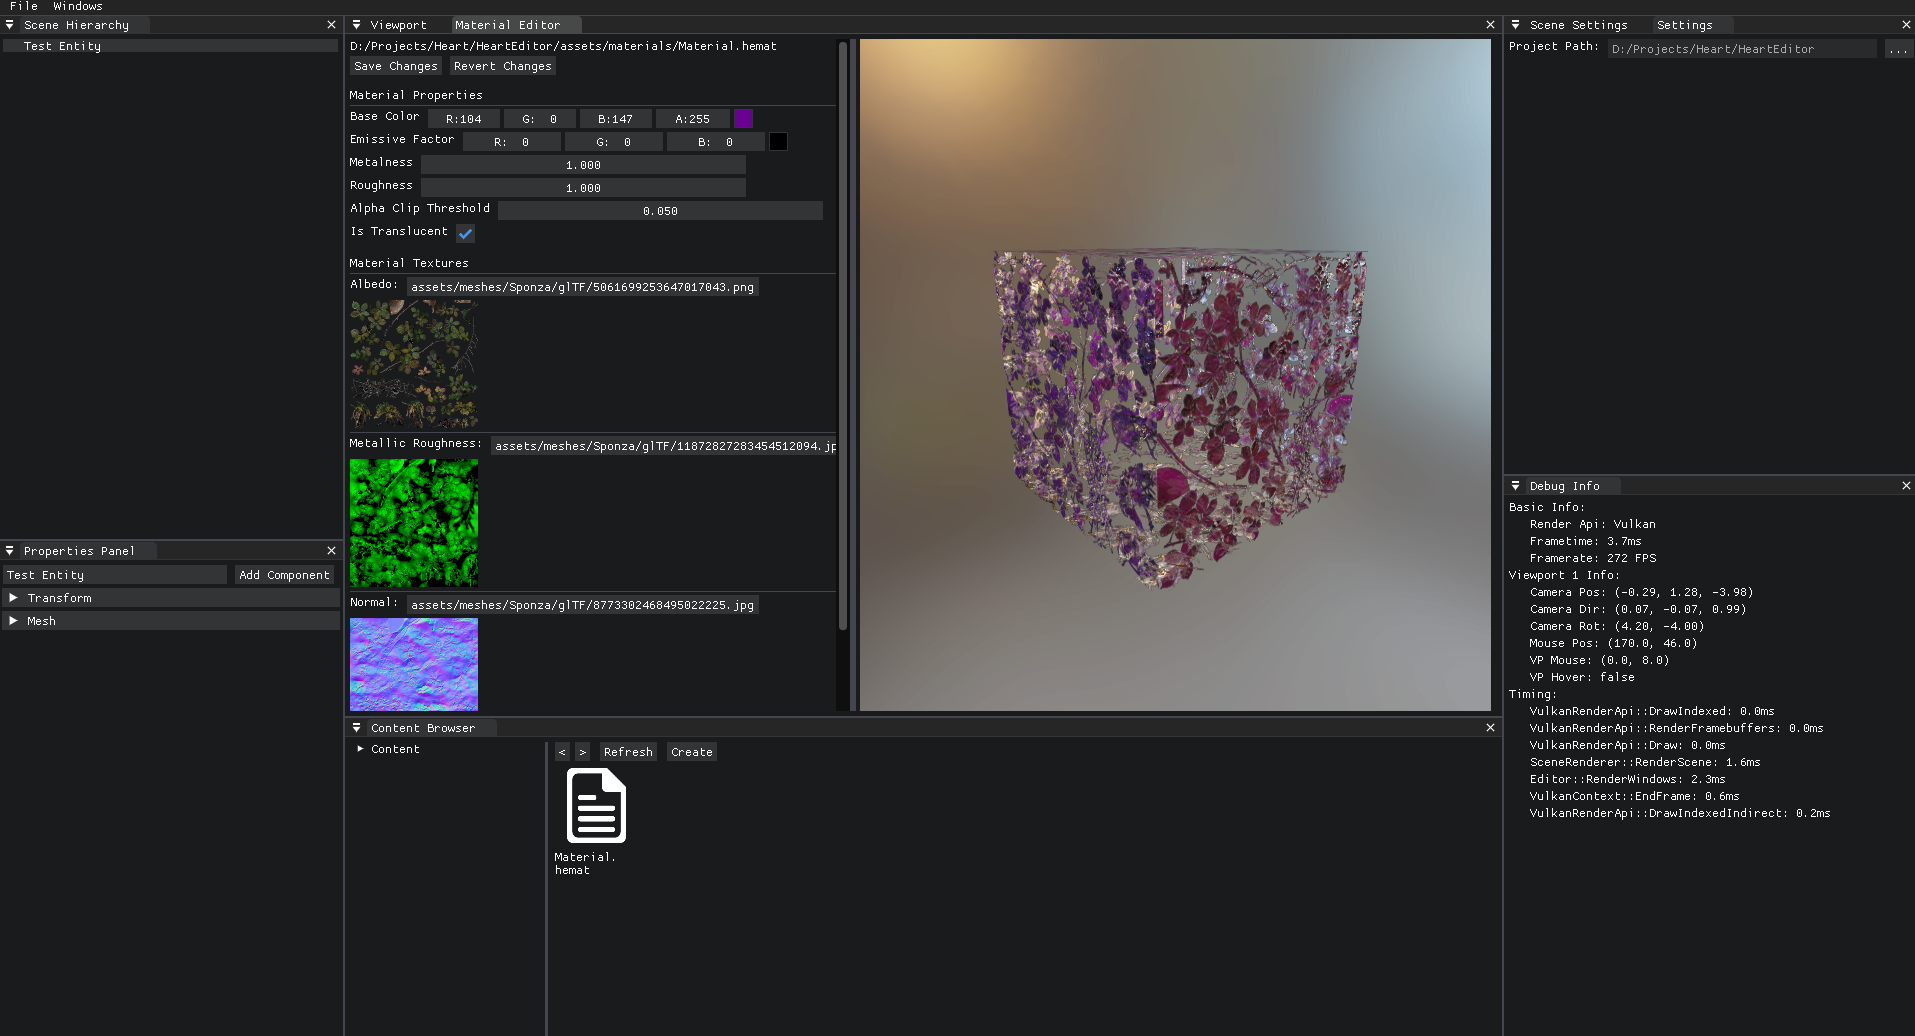 File Windows
Scene Hierarchy
Test Entity
Properties Panel
Test Entity Add Component
Transform
Mesh
Viewport Material Editor
D:/Projects/Heart/HeartEditor/assets/materials/Material.hemat
Save Changes Revert Changes
Material Properties
Base Color R:104 G: 0 B:147 A:255
Emissive Factor R: 0 G: 0 B: 0
Metalness 1.000
Roughness 1.000
Alpha Clip Threshold 0.050
Is Translucent
Material Textures
Albedo: assets/meshes/Sponza/glTF/5061699253647017043.png
Metallic Roughness: assets/meshes/Sponza/glTF/11872827283454512094.jp
Normal: assets/meshes/Sponza/glTF/8773302468495022225.jpg
Content Browser
Content
< > Refresh Create
Material.
hemat
Scene Settings Settings
Project Path: D:/Projects/Heart/HeartEditor ...
Debug Info
Basic Info:
Render Api: Vulkan
Frametime: 3.7ms
Framerate: 272 FPS
Viewport 1 Info:
Camera Pos: (-0.29, 1.28, -3.98)
Camera Dir: (0.07, -0.07, 0.99)
Camera Rot: (4.20, -4.00)
Mouse Pos: (170.0, 46.0)
VP Mouse: (0.0, 8.0)
VP Hover: false
Timing:
VulkanRenderApi::DrawIndexed: 0.0ms
VulkanRenderApi::RenderFramebuffers: 0.0ms
VulkanRenderApi::Draw: 0.0ms
SceneRenderer::RenderScene: 1.6ms
Editor::RenderWindows: 2.3ms
VulkanContext::EndFrame: 0.6ms
VulkanRenderApi::DrawIndexedIndirect: 0.2ms